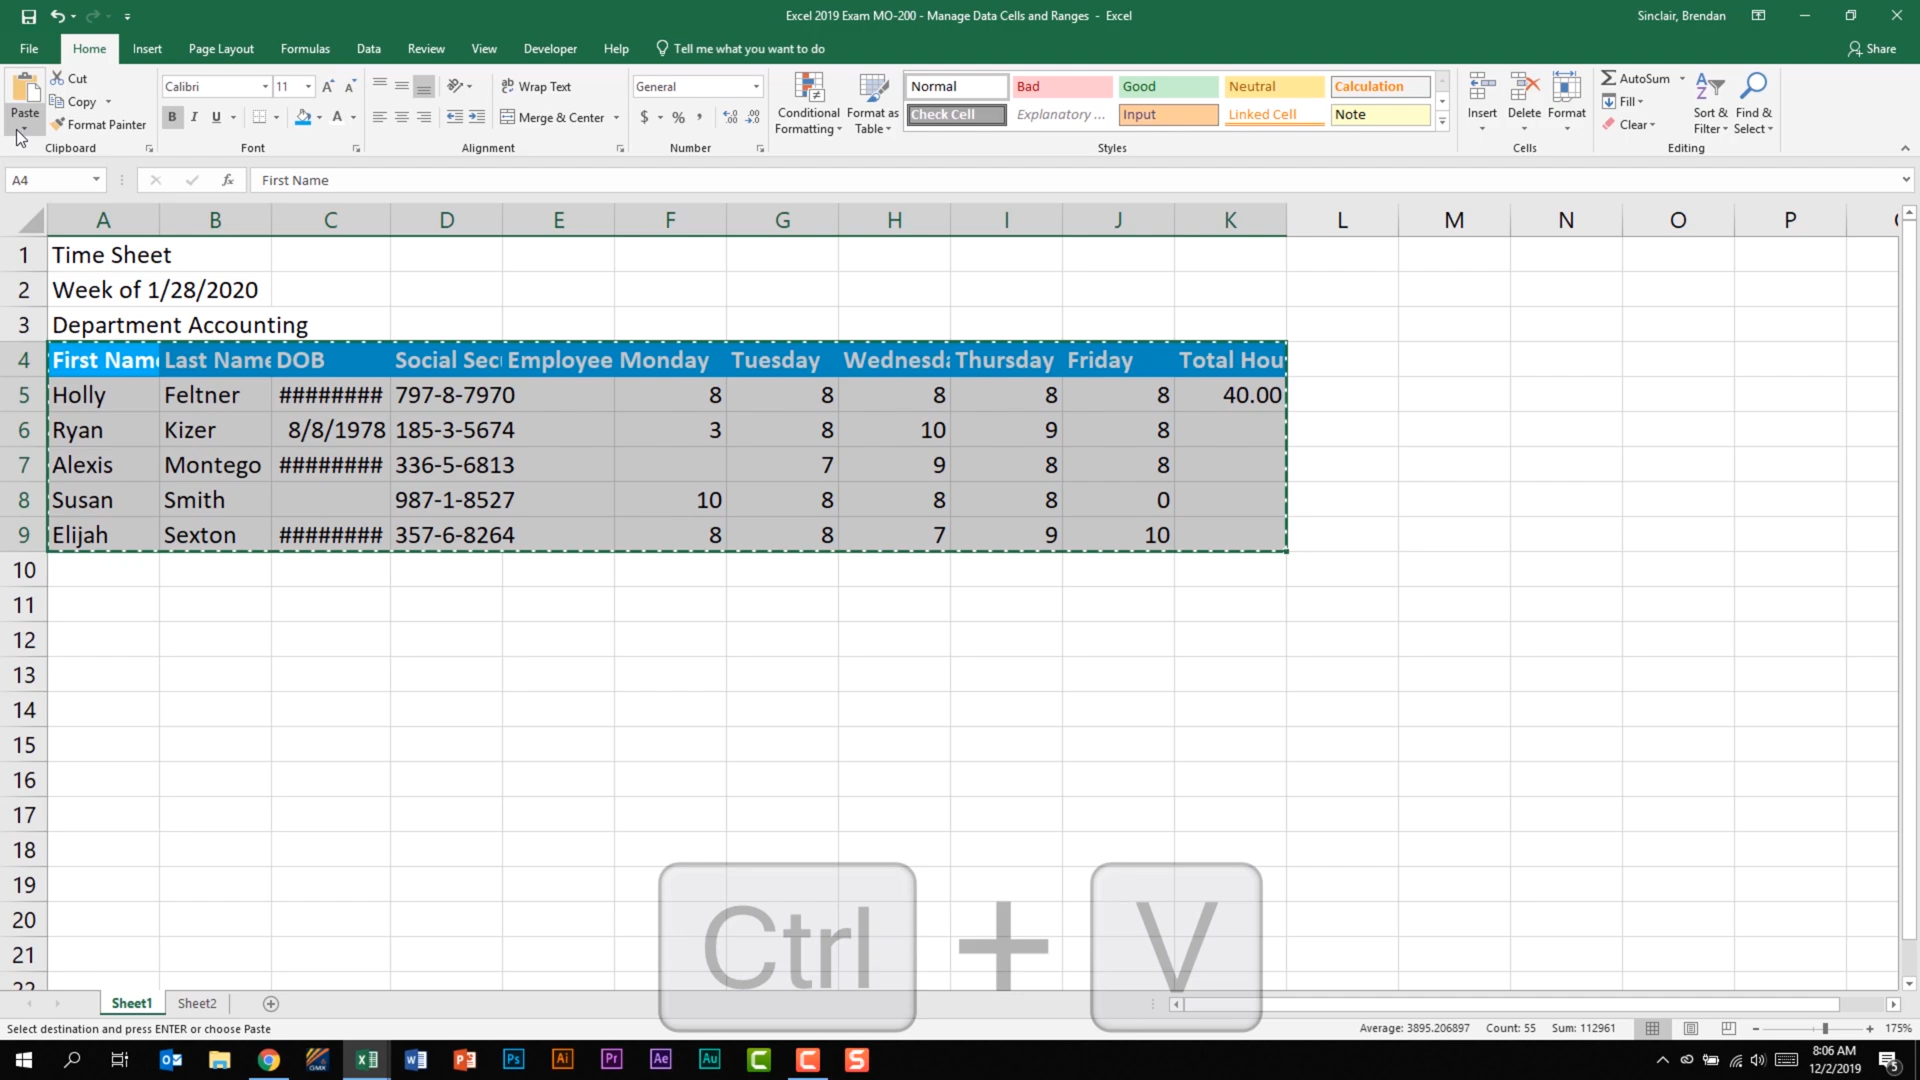 Excel 2019 Exam MO-200 - Manage Data Cells and Ranges - Excel
Sinclair, Brendan
File Home Insert Page Layout Formulas Data Review View Developer Help Tell me what you want to do Share
Paste Cut Copy Format Painter Clipboard
Calibri 11 B I U A Font
Wrap Text Merge & Center Alignment
General $ % , Number
Conditional Formatting Format as Table
Normal Bad Good Neutral Calculation
Check Cell Explanatory ... Input Linked Cell Note
Styles
Insert Delete Format Cells
AutoSum Fill Clear Sort & Filter Find & Select Editing
A4 fx First Name
A B C D E F G H I J K L M N O P
1 Time Sheet
2 Week of 1/28/2020
3 Department Accounting
4 First Name Last Name DOB Social Secu Employee Monday Tuesday Wednesda Thursday Friday Total Hou
5 Holly Feltner ######## 797-8-7970 8 8 8 8 8 40.00
6 Ryan Kizer 8/8/1978 185-3-5674 3 8 10 9 8
7 Alexis Montego ######## 336-5-6813 7 9 8 8
8 Susan Smith 987-1-8527 10 8 8 8 0
9 Elijah Sexton ######## 357-6-8264 8 8 7 9 10
10
11
12
13
14
15
16
17
18
19
20
21
22
Ctrl + V
Sheet1 Sheet2
Select destination and press ENTER or choose Paste
Average: 3895.206897 Count: 55 Sum: 112961 175%
GMX Ps Ai Pr Ae Au
8:06 AM
12/2/2019
5